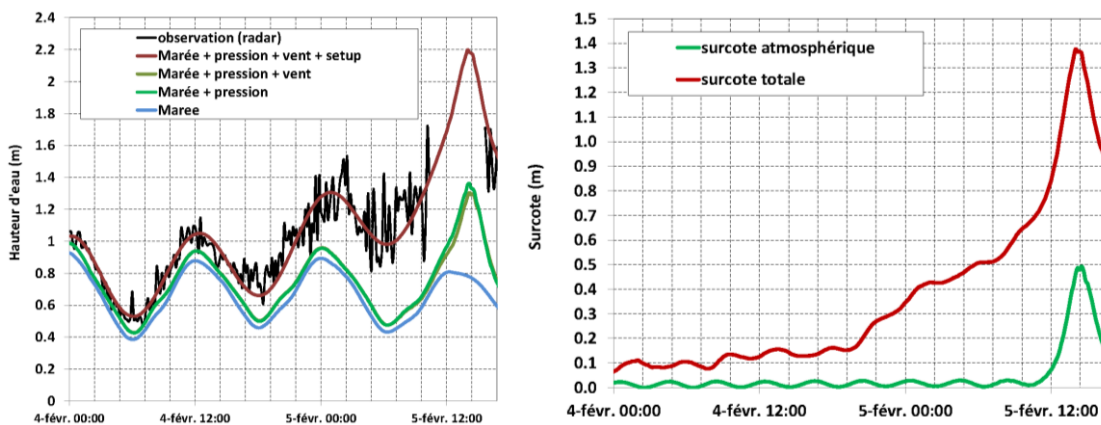 2.4
2.2
2
1.8
1.6
1.4
1.2
1
0.8
0.6
0.4
0.2
0
Hauteur d'eau (m)
observation (radar)
Marée + pression + vent + setup
Marée + pression + vent
Marée + pression
Maree
4-févr. 00:00 4-févr. 12:00 5-févr. 00:00 5-févr. 12:00
1.5
1.4
1.3
1.2
1.1
1.0
0.9
0.8
0.7
0.6
0.5
0.4
0.3
0.2
0.1
0.0
Surcote (m)
surcote atmosphérique
surcote totale
4-févr. 00:00 4-févr. 12:00 5-févr. 00:00 5-févr. 12:00